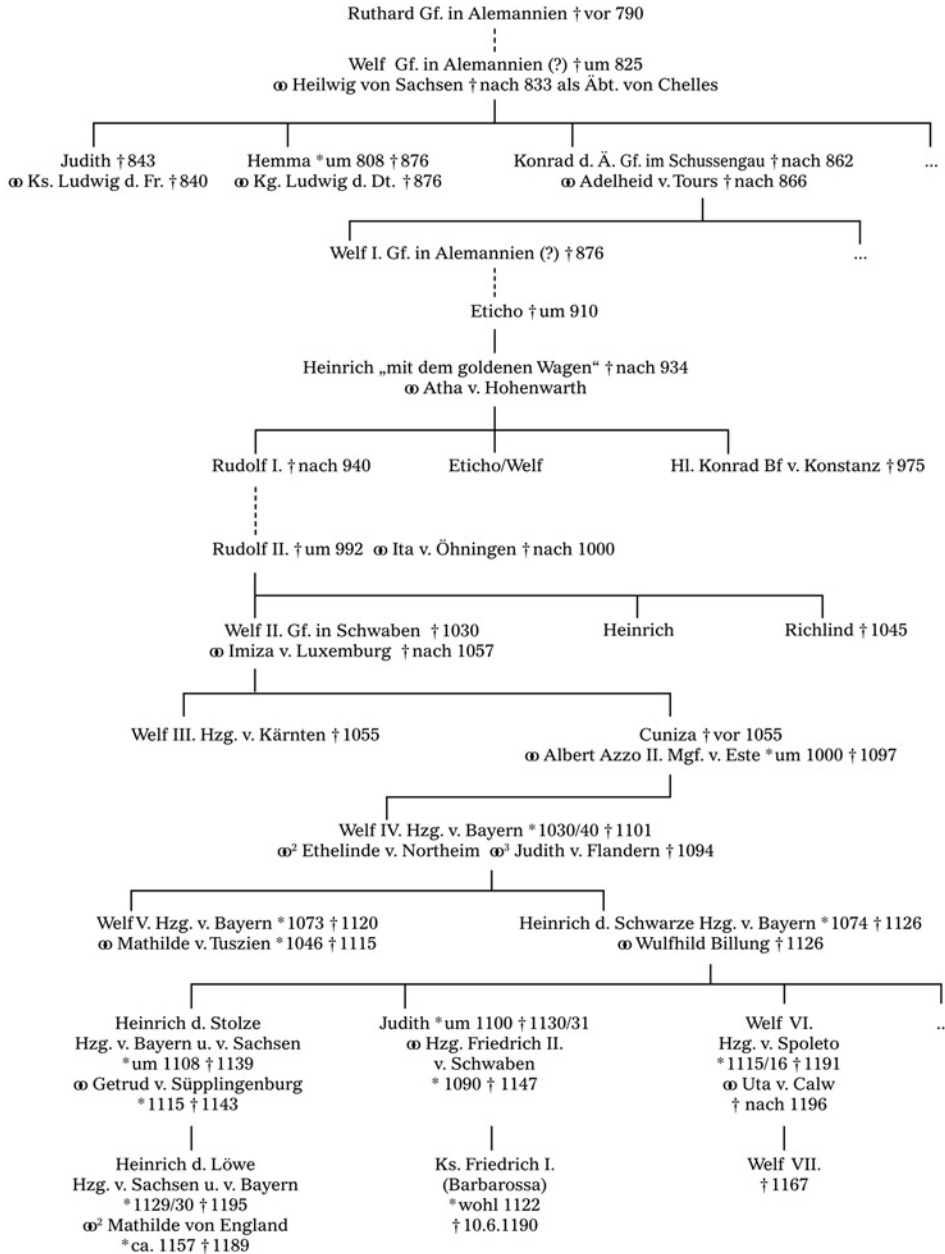 Ruthard Gf. in Alemannien † vor 790
Welf Gf. in Alemannien (?) † um 825
⚭ Heilwig von Sachsen † nach 833 als Äbt. von Chelles
Judith † 843
⚭ Ks. Ludwig d. Fr. † 840
Hemma * um 808 † 876
⚭ Kg. Ludwig d. Dt. † 876
Konrad d. Ä. Gf. im Schussengau † nach 862
⚭ Adelheid v. Tours † nach 866
...
Welf I. Gf. in Alemannien (?) † 876
...
Eticho † um 910
Heinrich „mit dem goldenen Wagen“ † nach 934
⚭ Atha v. Hohenwarth
Rudolf I. † nach 940
Eticho/Welf
Hl. Konrad Bf v. Konstanz † 975
Rudolf II. † um 992 ⚭ Ita v. Öhningen † nach 1000
Welf II. Gf. in Schwaben † 1030
⚭ Imiza v. Luxemburg † nach 1057
Heinrich
Richlind † 1045
Welf III. Hzg. v. Kärnten † 1055
Cuniza † vor 1055
⚭ Albert Azzo II. Mgf. v. Este * um 1000 † 1097
Welf IV. Hzg. v. Bayern * 1030/40 † 1101
⚭² Ethelinde v. Northeim ⚭³ Judith v. Flandern † 1094
Welf V. Hzg. v. Bayern * 1073 † 1120
⚭ Mathilde v. Tuszien * 1046 † 1115
Heinrich d. Schwarze Hzg. v. Bayern * 1074 † 1126
⚭ Wulfhild Billung † 1126
Heinrich d. Stolze
Hzg. v. Bayern u. v. Sachsen
* um 1108 † 1139
⚭ Getrud v. Süpplingenburg
* 1115 † 1143
Judith * um 1100 † 1130/31
⚭ Hzg. Friedrich II.
v. Schwaben
* 1090 † 1147
Welf VI.
Hzg. v. Spoleto
* 1115/16 † 1191
⚭ Uta v. Calw
† nach 1196
..
Heinrich d. Löwe
Hzg. v. Sachsen u. v. Bayern
* 1129/30 † 1195
⚭² Mathilde von England
* ca. 1157 † 1189
Ks. Friedrich I.
(Barbarossa)
* wohl 1122
† 10.6.1190
Welf VII.
† 1167